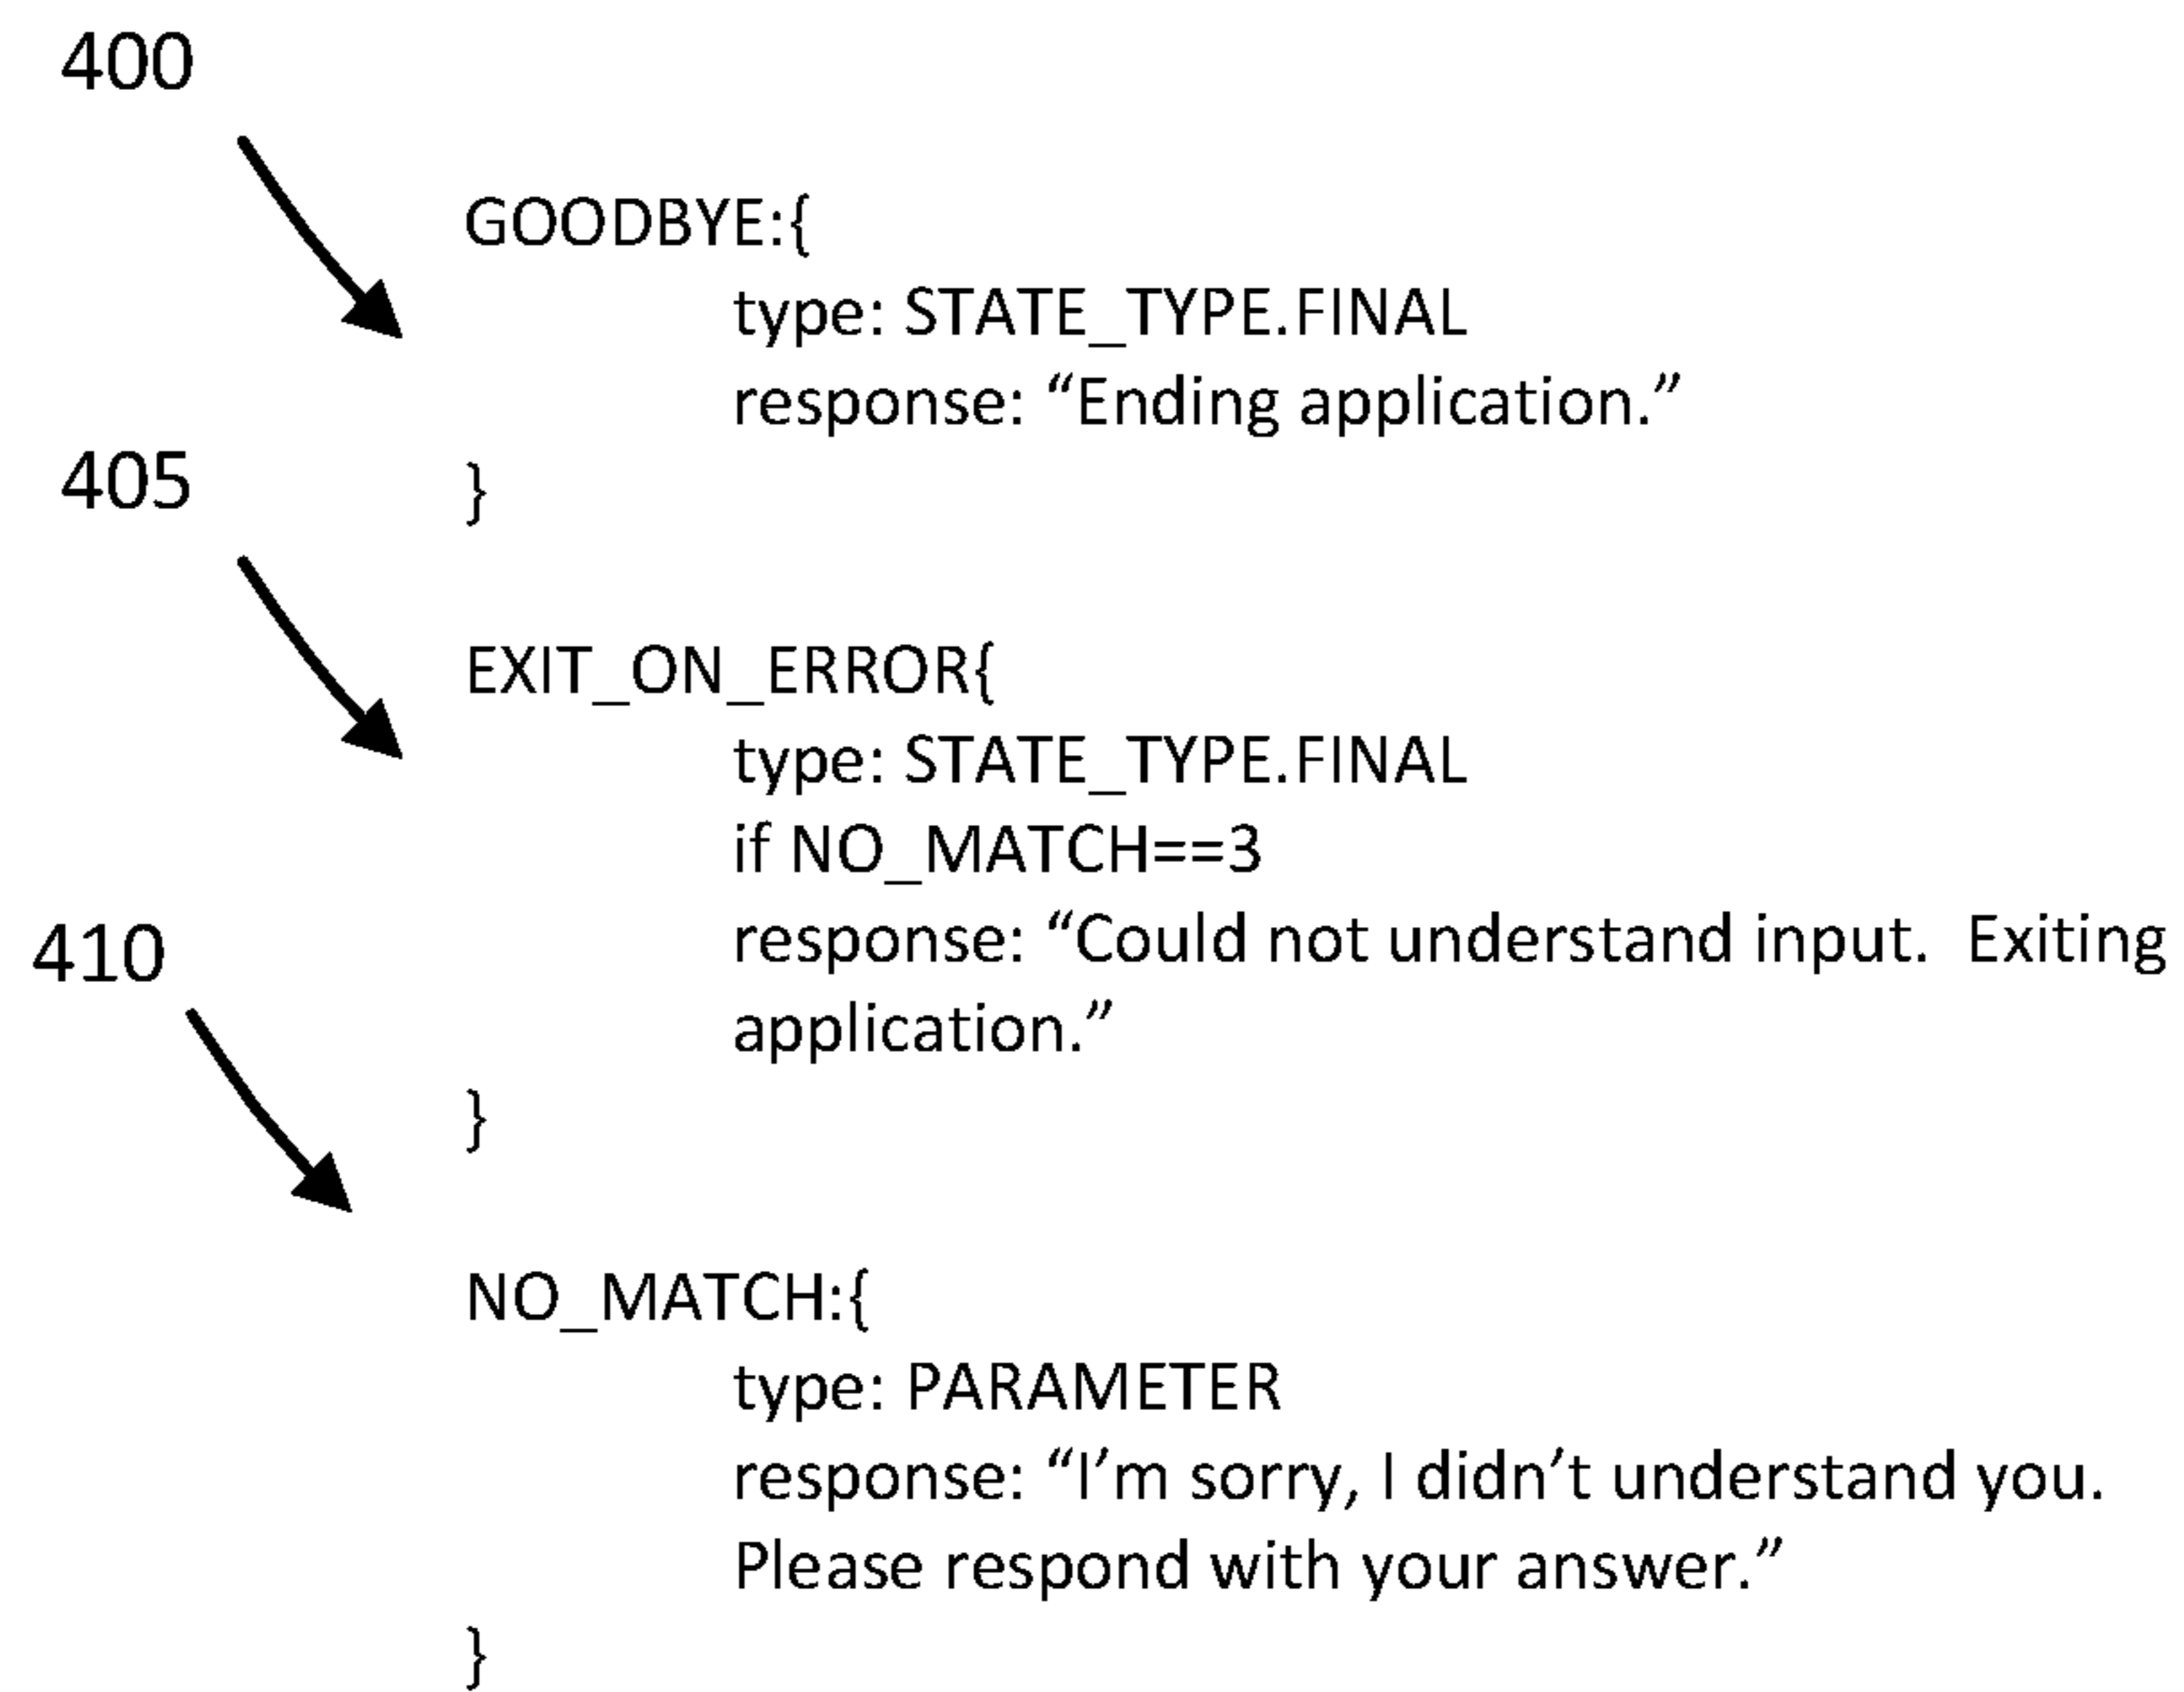 400
GOODBYE:{
type: STATE_TYPE.FINAL
response: “Ending application.”
405
}
EXIT_ON_ERROR{
type: STATE_TYPE.FINAL
if NO_MATCH==3
410
response: “Could not understand input.  Exiting
application.”
}
NO_MATCH:{
type: PARAMETER
response: “I’m sorry, I didn’t understand you.
Please respond with your answer.”
}